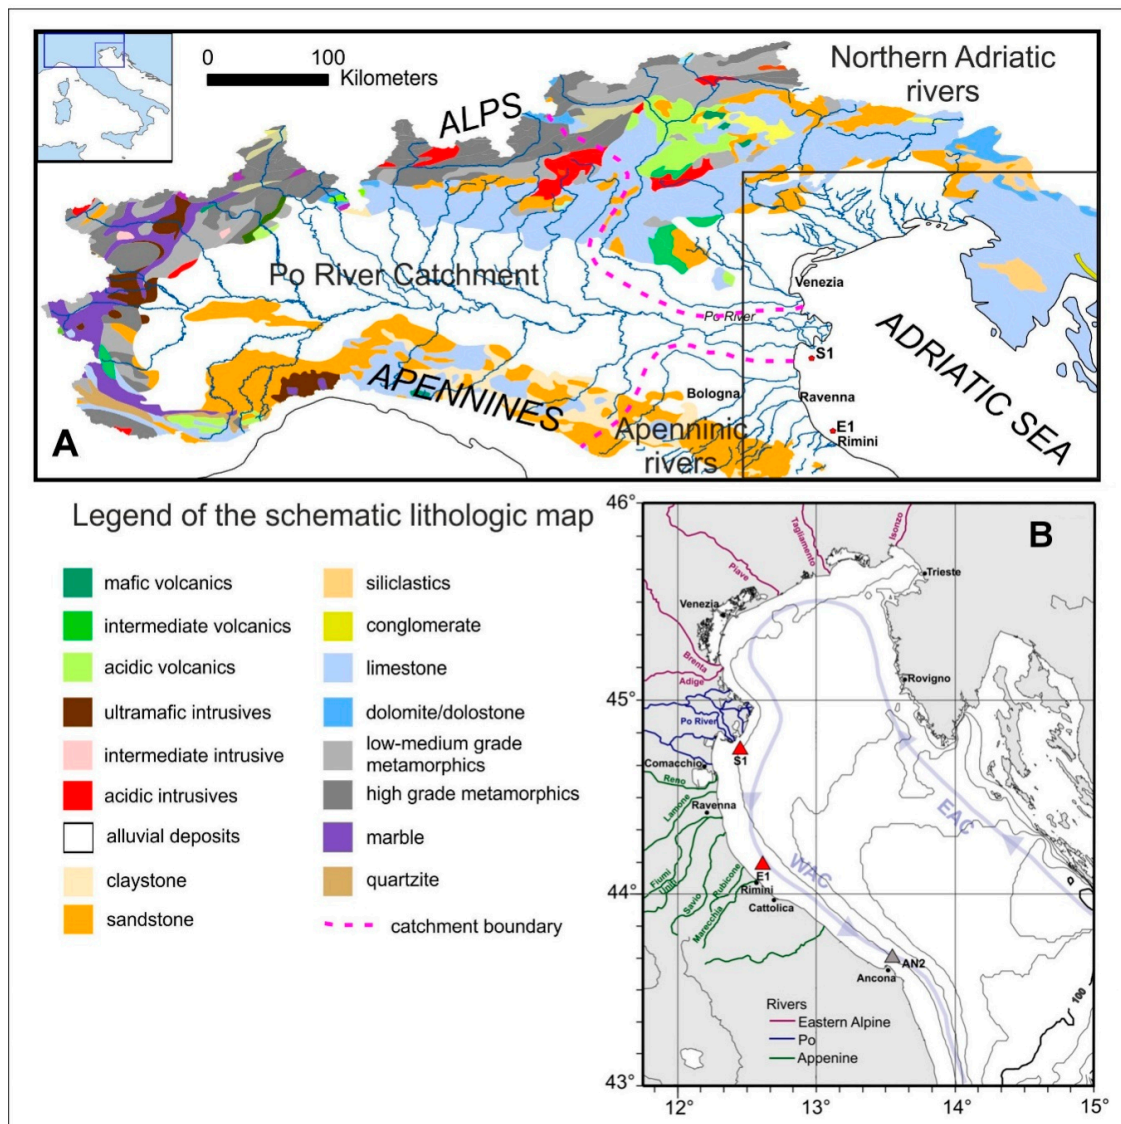 0 100
Kilometers
Northern Adriatic
rivers
ALPS
Po River Catchment
Venezia
Po River
S1
ADRIATIC SEA
APENNINES
Bologna
Ravenna
E1
Rimini
Apenninic
rivers
A
Legend of the schematic lithologic map
mafic volcanics
intermediate volcanics
acidic volcanics
ultramafic intrusives
intermediate intrusive
acidic intrusives
alluvial deposits
claystone
sandstone
siliclastics
conglomerate
limestone
dolomite/dolostone
low-medium grade
metamorphics
high grade metamorphics
marble
quartzite
catchment boundary
46°
B
Tagliamento
Isonzo
Piave
Trieste
Venezia
Brenta
Adige
Rovigno
45°
Po River
S1
Comacchio
Reno
Lamone
Ravenna
EAC
WAC
Fiumi
Uniti
Savio
Rubicone
Marecchia
E1
Rimini
44°
Cattolica
AN2
Ancona
100
Rivers
Eastern Alpine
Po
Appenine
43°
12° 13° 14° 15°